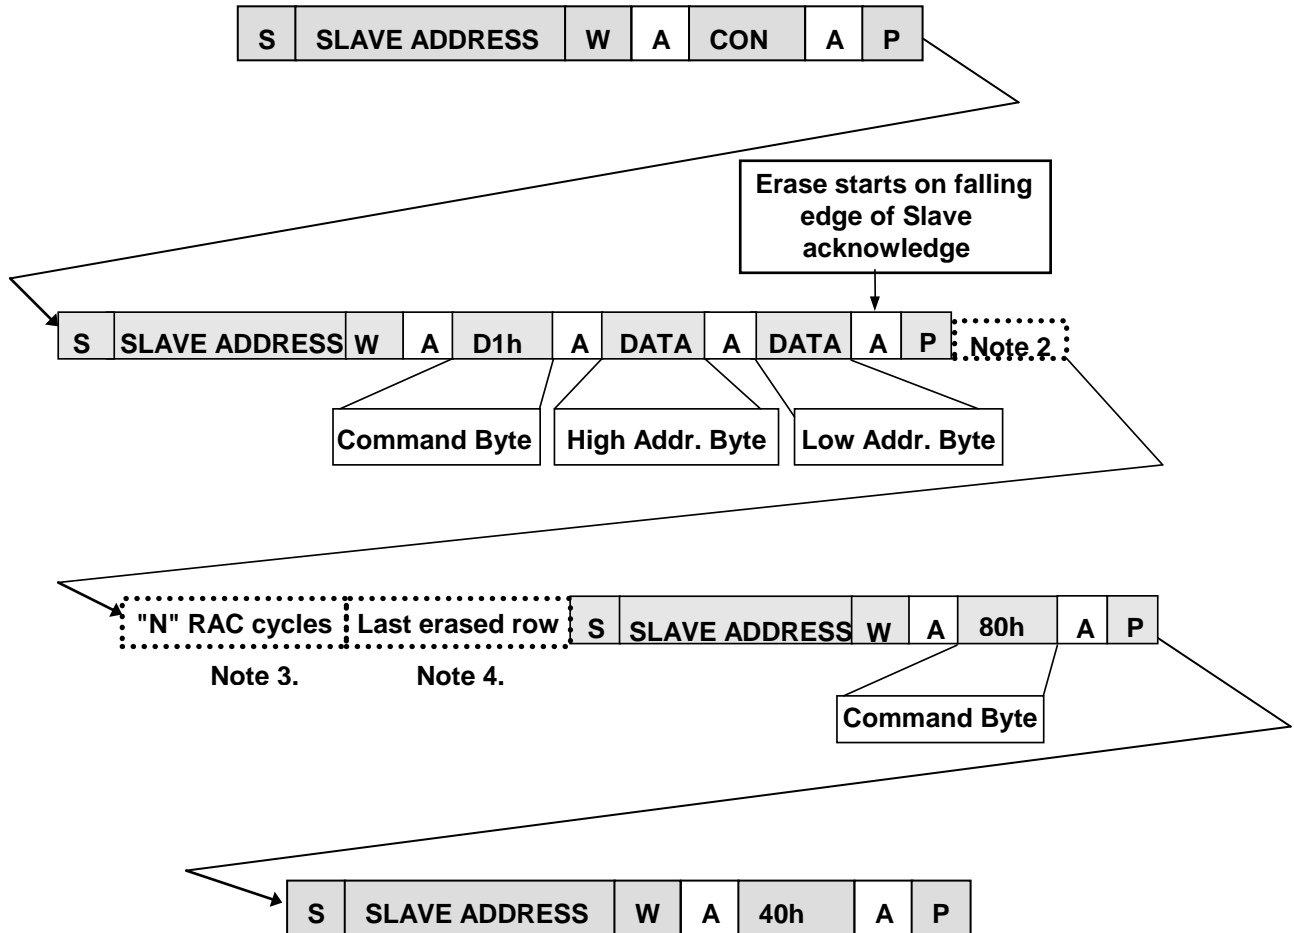 S SLAVE ADDRESS W A CON A P
Erase starts on falling
edge of Slave
acknowledge
S SLAVE ADDRESS W A D1h A DATA A DATA A P Note 2
Command Byte High Addr. Byte Low Addr. Byte
"N" RAC cycles Last erased row S SLAVE ADDRESS W A 80h A P
Note 3. Note 4.
Command Byte
S SLAVE ADDRESS W A 40h A P